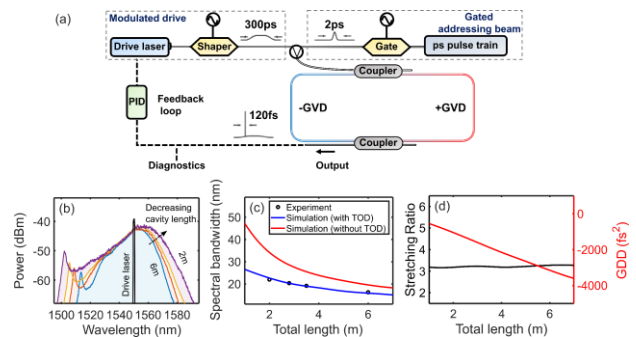 (a)
Modulated drive
Gated
addressing beam
300ps
2ps
Drive laser
Shaper
Gate
ps pulse train
Coupler
PID
Feedback
loop
-GVD
+GVD
120fs
Coupler
Diagnostics
Output
(b)
Decreasing
cavity length
2m
6m
Drive laser
Power (dBm)
-40
-50
-60
1500 1520 1540 1560 1580
Wavelength (nm)
(c)
Experiment
Simulation (with TOD)
Simulation (without TOD)
Spectral bandwidth (nm)
50
40
30
20
2 4 6
Total length (m)
(d)
Stretching Ratio
6
5
4
3
2
1
2 4 6
Total length (m)
0
-2000
-4000
GDD (fs²)